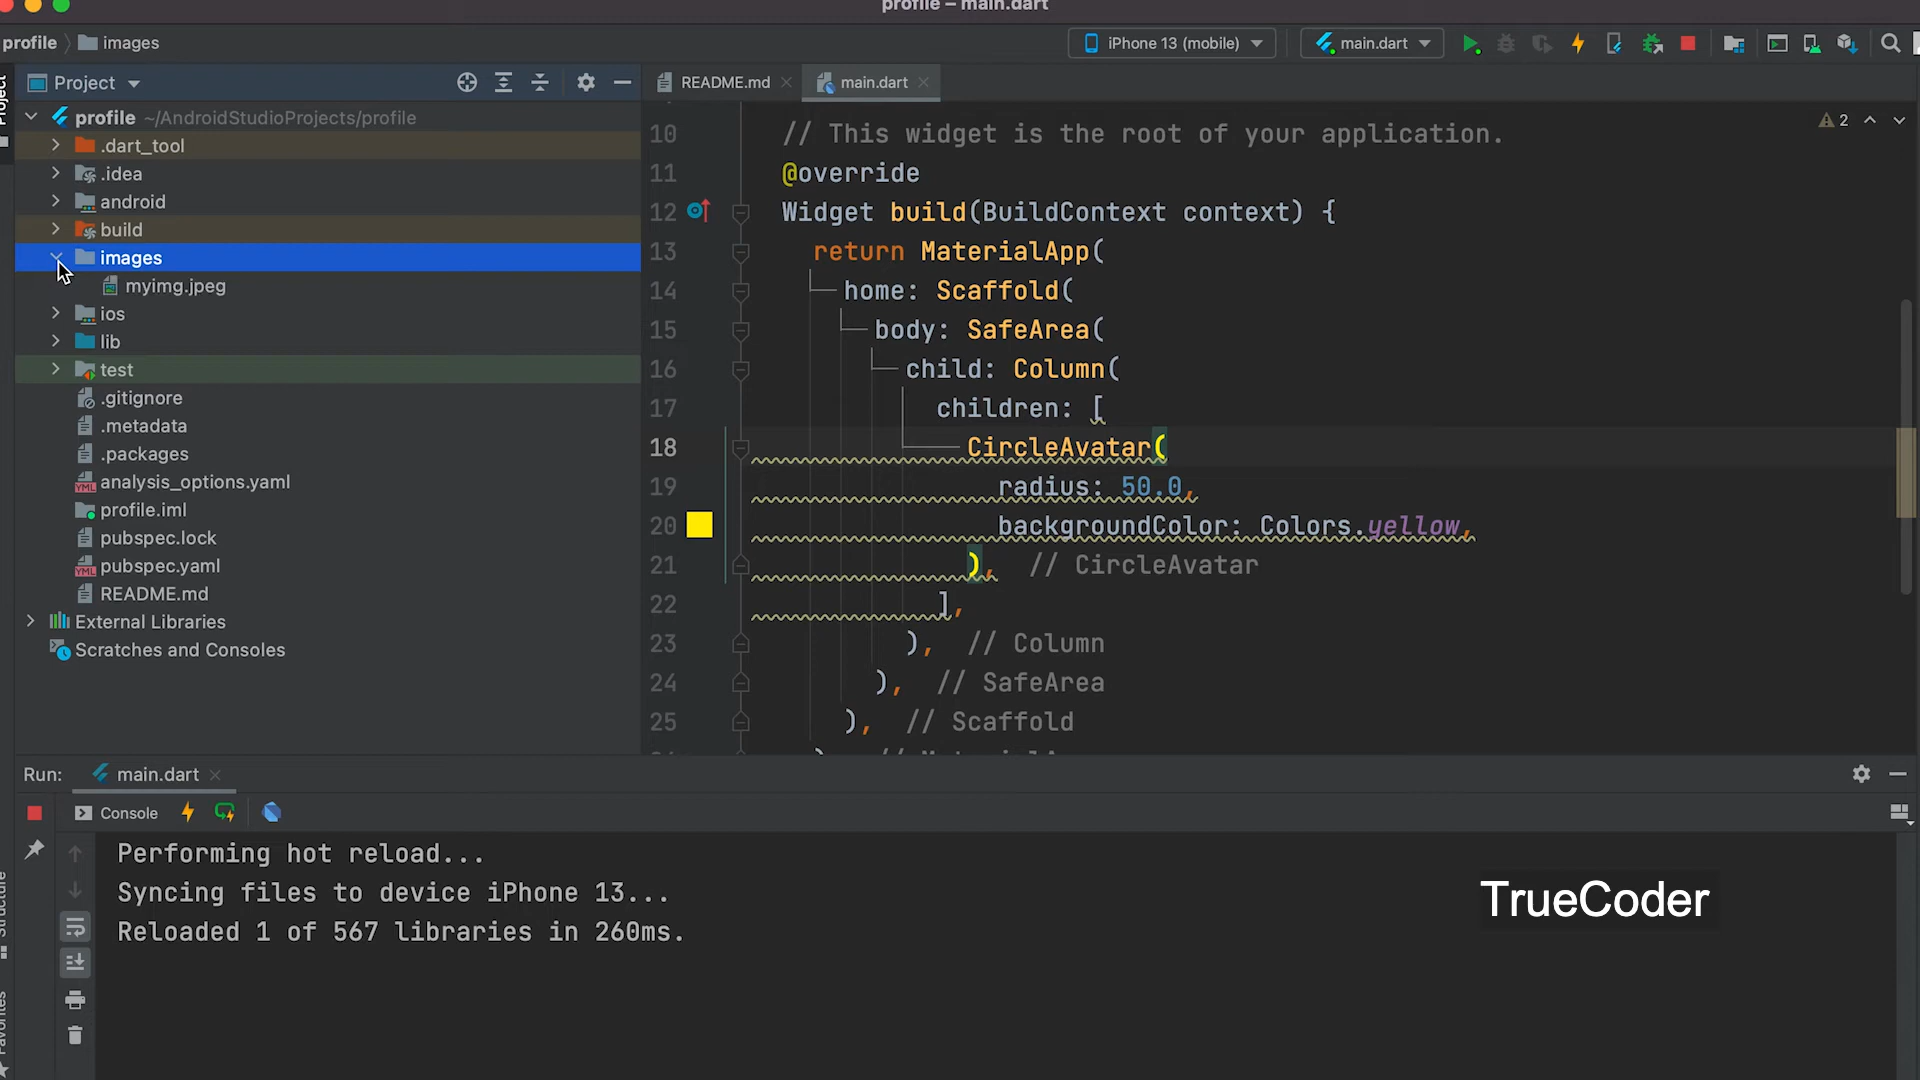 profile – main.dart
profile
images
iPhone 13 (mobile)
main.dart
Project
Project
README.md
main.dart
profile ~/AndroidStudioProjects/profile
.dart_tool
.idea
android
build
images
myimg.jpeg
ios
lib
test
.gitignore
.metadata
.packages
analysis_options.yaml
profile.iml
pubspec.lock
pubspec.yaml
README.md
External Libraries
Scratches and Consoles
2
10 // This widget is the root of your application.
11 @override
12 Widget build(BuildContext context) {
13 return MaterialApp(
14 home: Scaffold(
15 body: SafeArea(
16 child: Column(
17 children: [
18 CircleAvatar(
19 radius: 50.0,
20 backgroundColor: Colors.yellow,
21 ), // CircleAvatar
22 ],
23 ), // Column
24 ), // SafeArea
25 ), // Scaffold
Run:
main.dart
Console
Performing hot reload...
Syncing files to device iPhone 13...
Reloaded 1 of 567 libraries in 260ms.
Structure
Favorites
TrueCoder